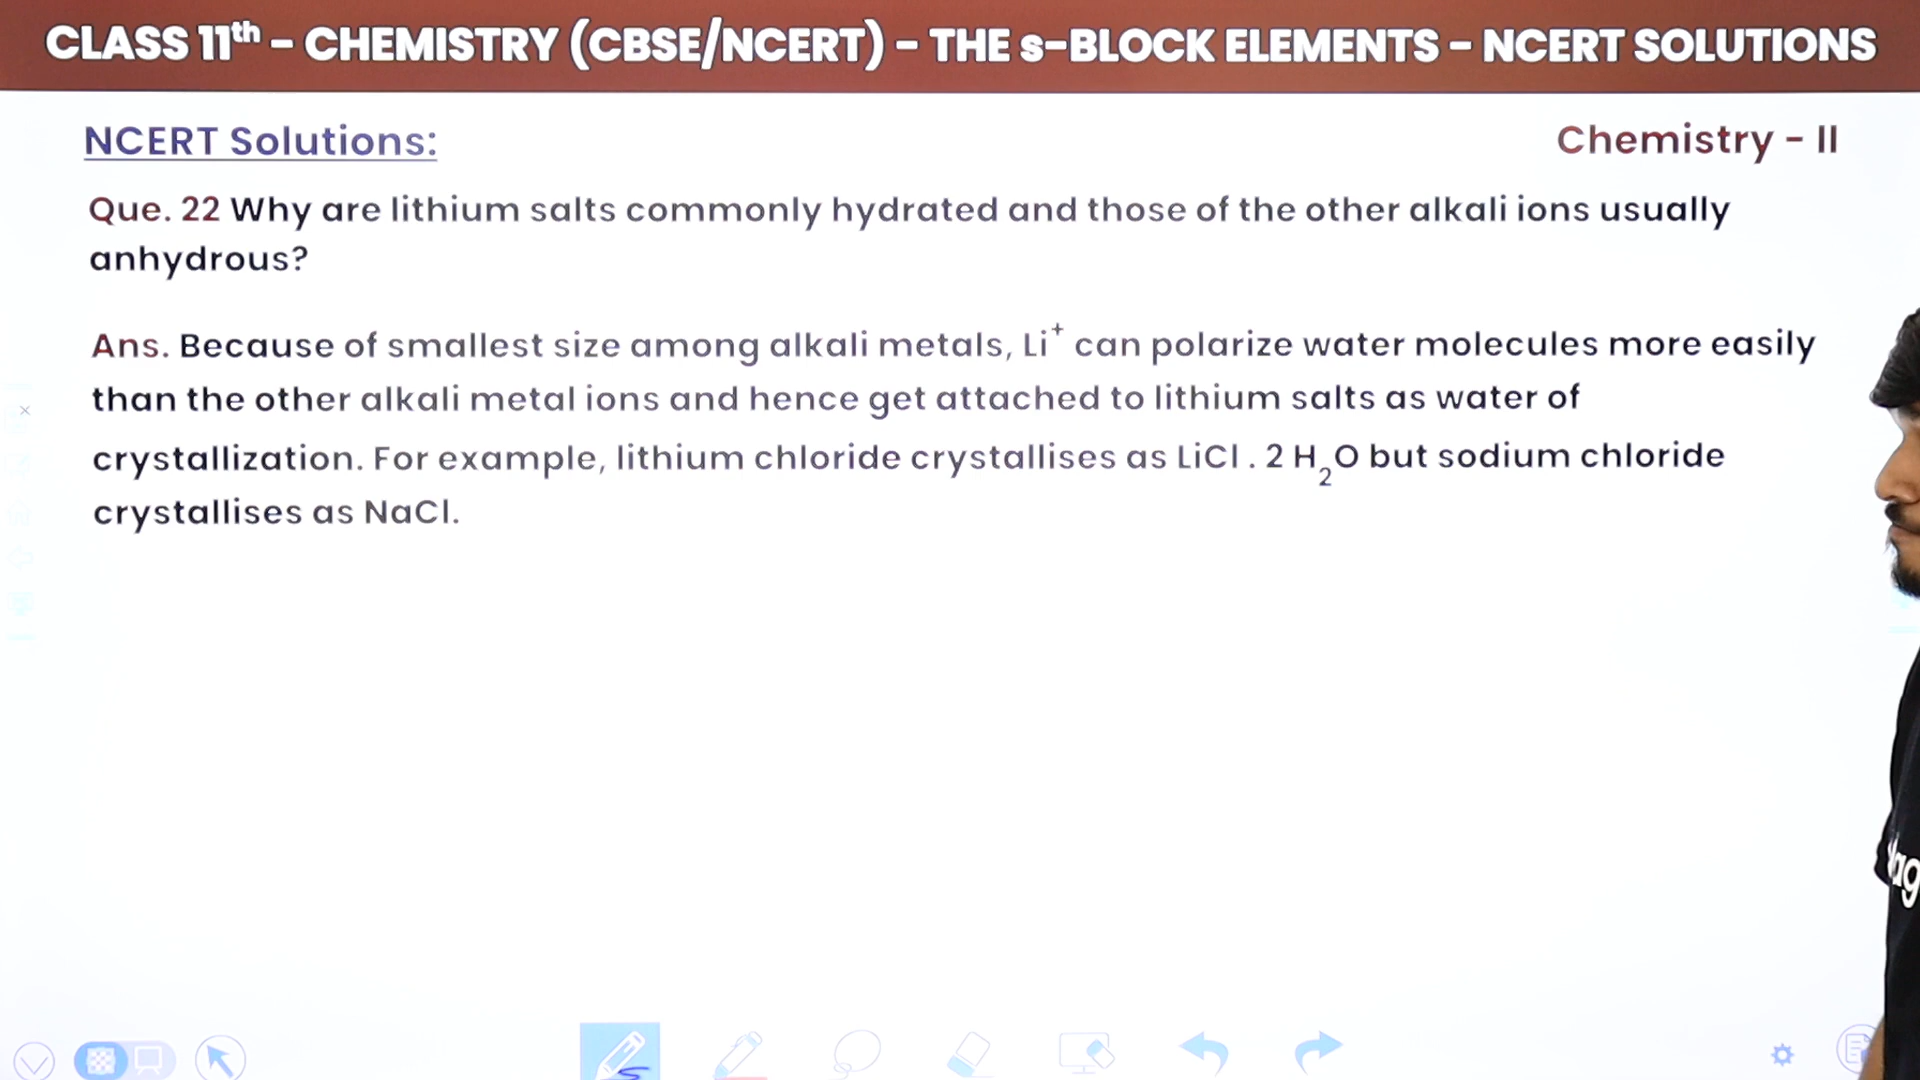 CLASS 11th - CHEMISTRY (CBSE/NCERT) - THE s-BLOCK ELEMENTS - NCERT SOLUTIONS
NCERT Solutions:
Chemistry - II
Que. 22 Why are lithium salts commonly hydrated and those of the other alkali ions usually
anhydrous?
Ans. Because of smallest size among alkali metals, Li⁺ can polarize water molecules more easily
than the other alkali metal ions and hence get attached to lithium salts as water of
crystallization. For example, lithium chloride crystallises as LiCl . 2 H₂O but sodium chloride
crystallises as NaCl.